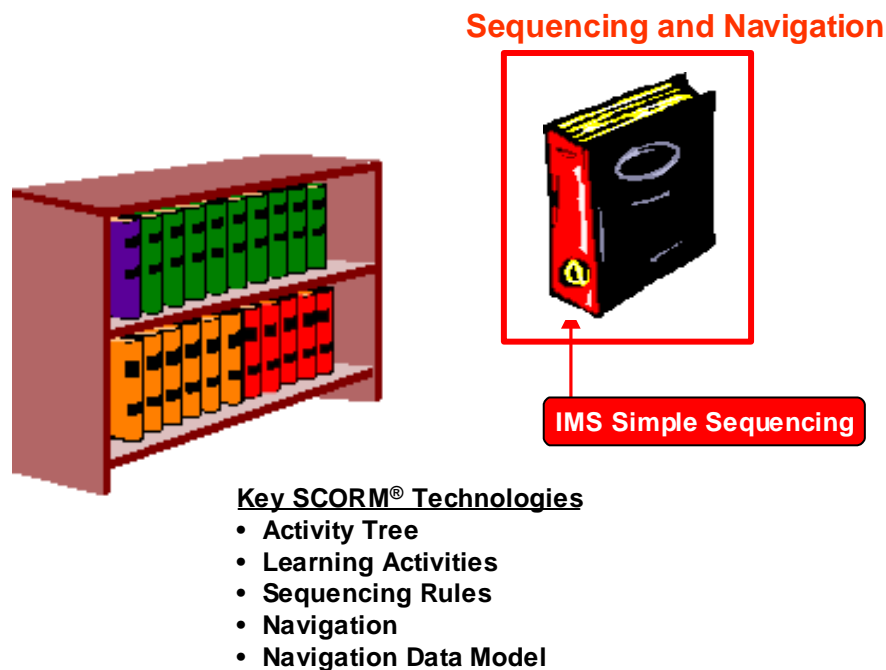 Sequencing and Navigation
IMS Simple Sequencing
Key SCORM® Technologies
• Activity Tree
• Learning Activities
• Sequencing Rules
• Navigation
• Navigation Data Model